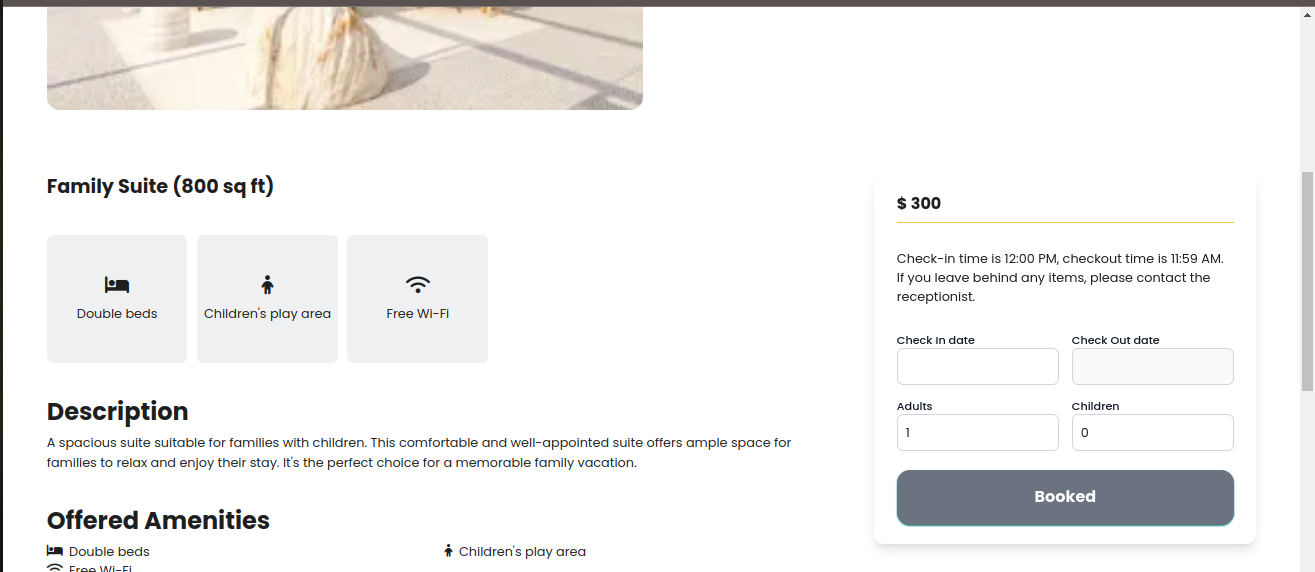 Family Suite (800 sq ft)
Double beds
Children's play area
Free Wi-Fi
Description
A spacious suite suitable for families with children. This comfortable and well-appointed suite offers ample space for
families to relax and enjoy their stay. It's the perfect choice for a memorable family vacation.
Offered Amenities
Double beds
Children's play area
Free Wi-Fi
$ 300
Check-in time is 12:00 PM, checkout time is 11:59 AM.
If you leave behind any items, please contact the
receptionist.
Check In date
Check Out date
Adults
Children
1
0
Booked